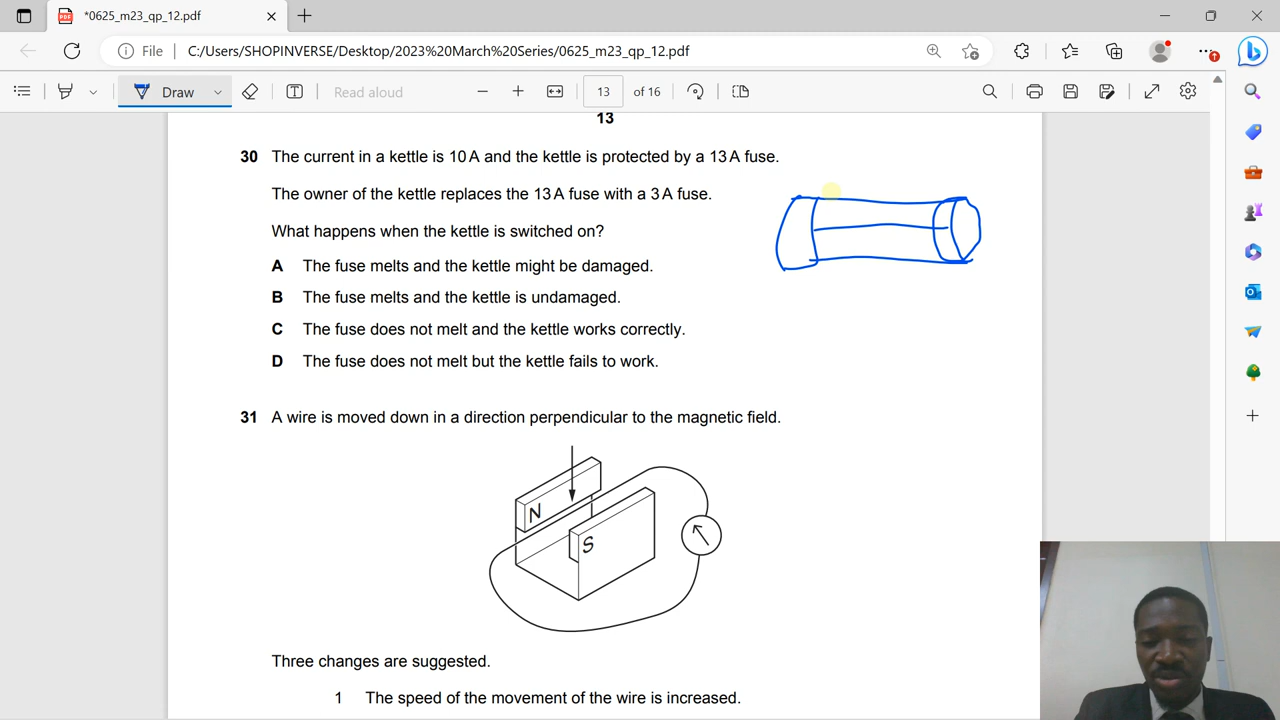 *0625_m23_qp_12.pdf
File
C:/Users/SHOPINVERSE/Desktop/2023%20March%20Series/0625_m23_qp_12.pdf
Draw
Read aloud
13
of 16
13
30 The current in a kettle is 10 A and the kettle is protected by a 13 A fuse.
The owner of the kettle replaces the 13 A fuse with a 3 A fuse.
What happens when the kettle is switched on?
A The fuse melts and the kettle might be damaged.
B The fuse melts and the kettle is undamaged.
C The fuse does not melt and the kettle works correctly.
D The fuse does not melt but the kettle fails to work.
31 A wire is moved down in a direction perpendicular to the magnetic field.
N
S
Three changes are suggested.
1 The speed of the movement of the wire is increased.